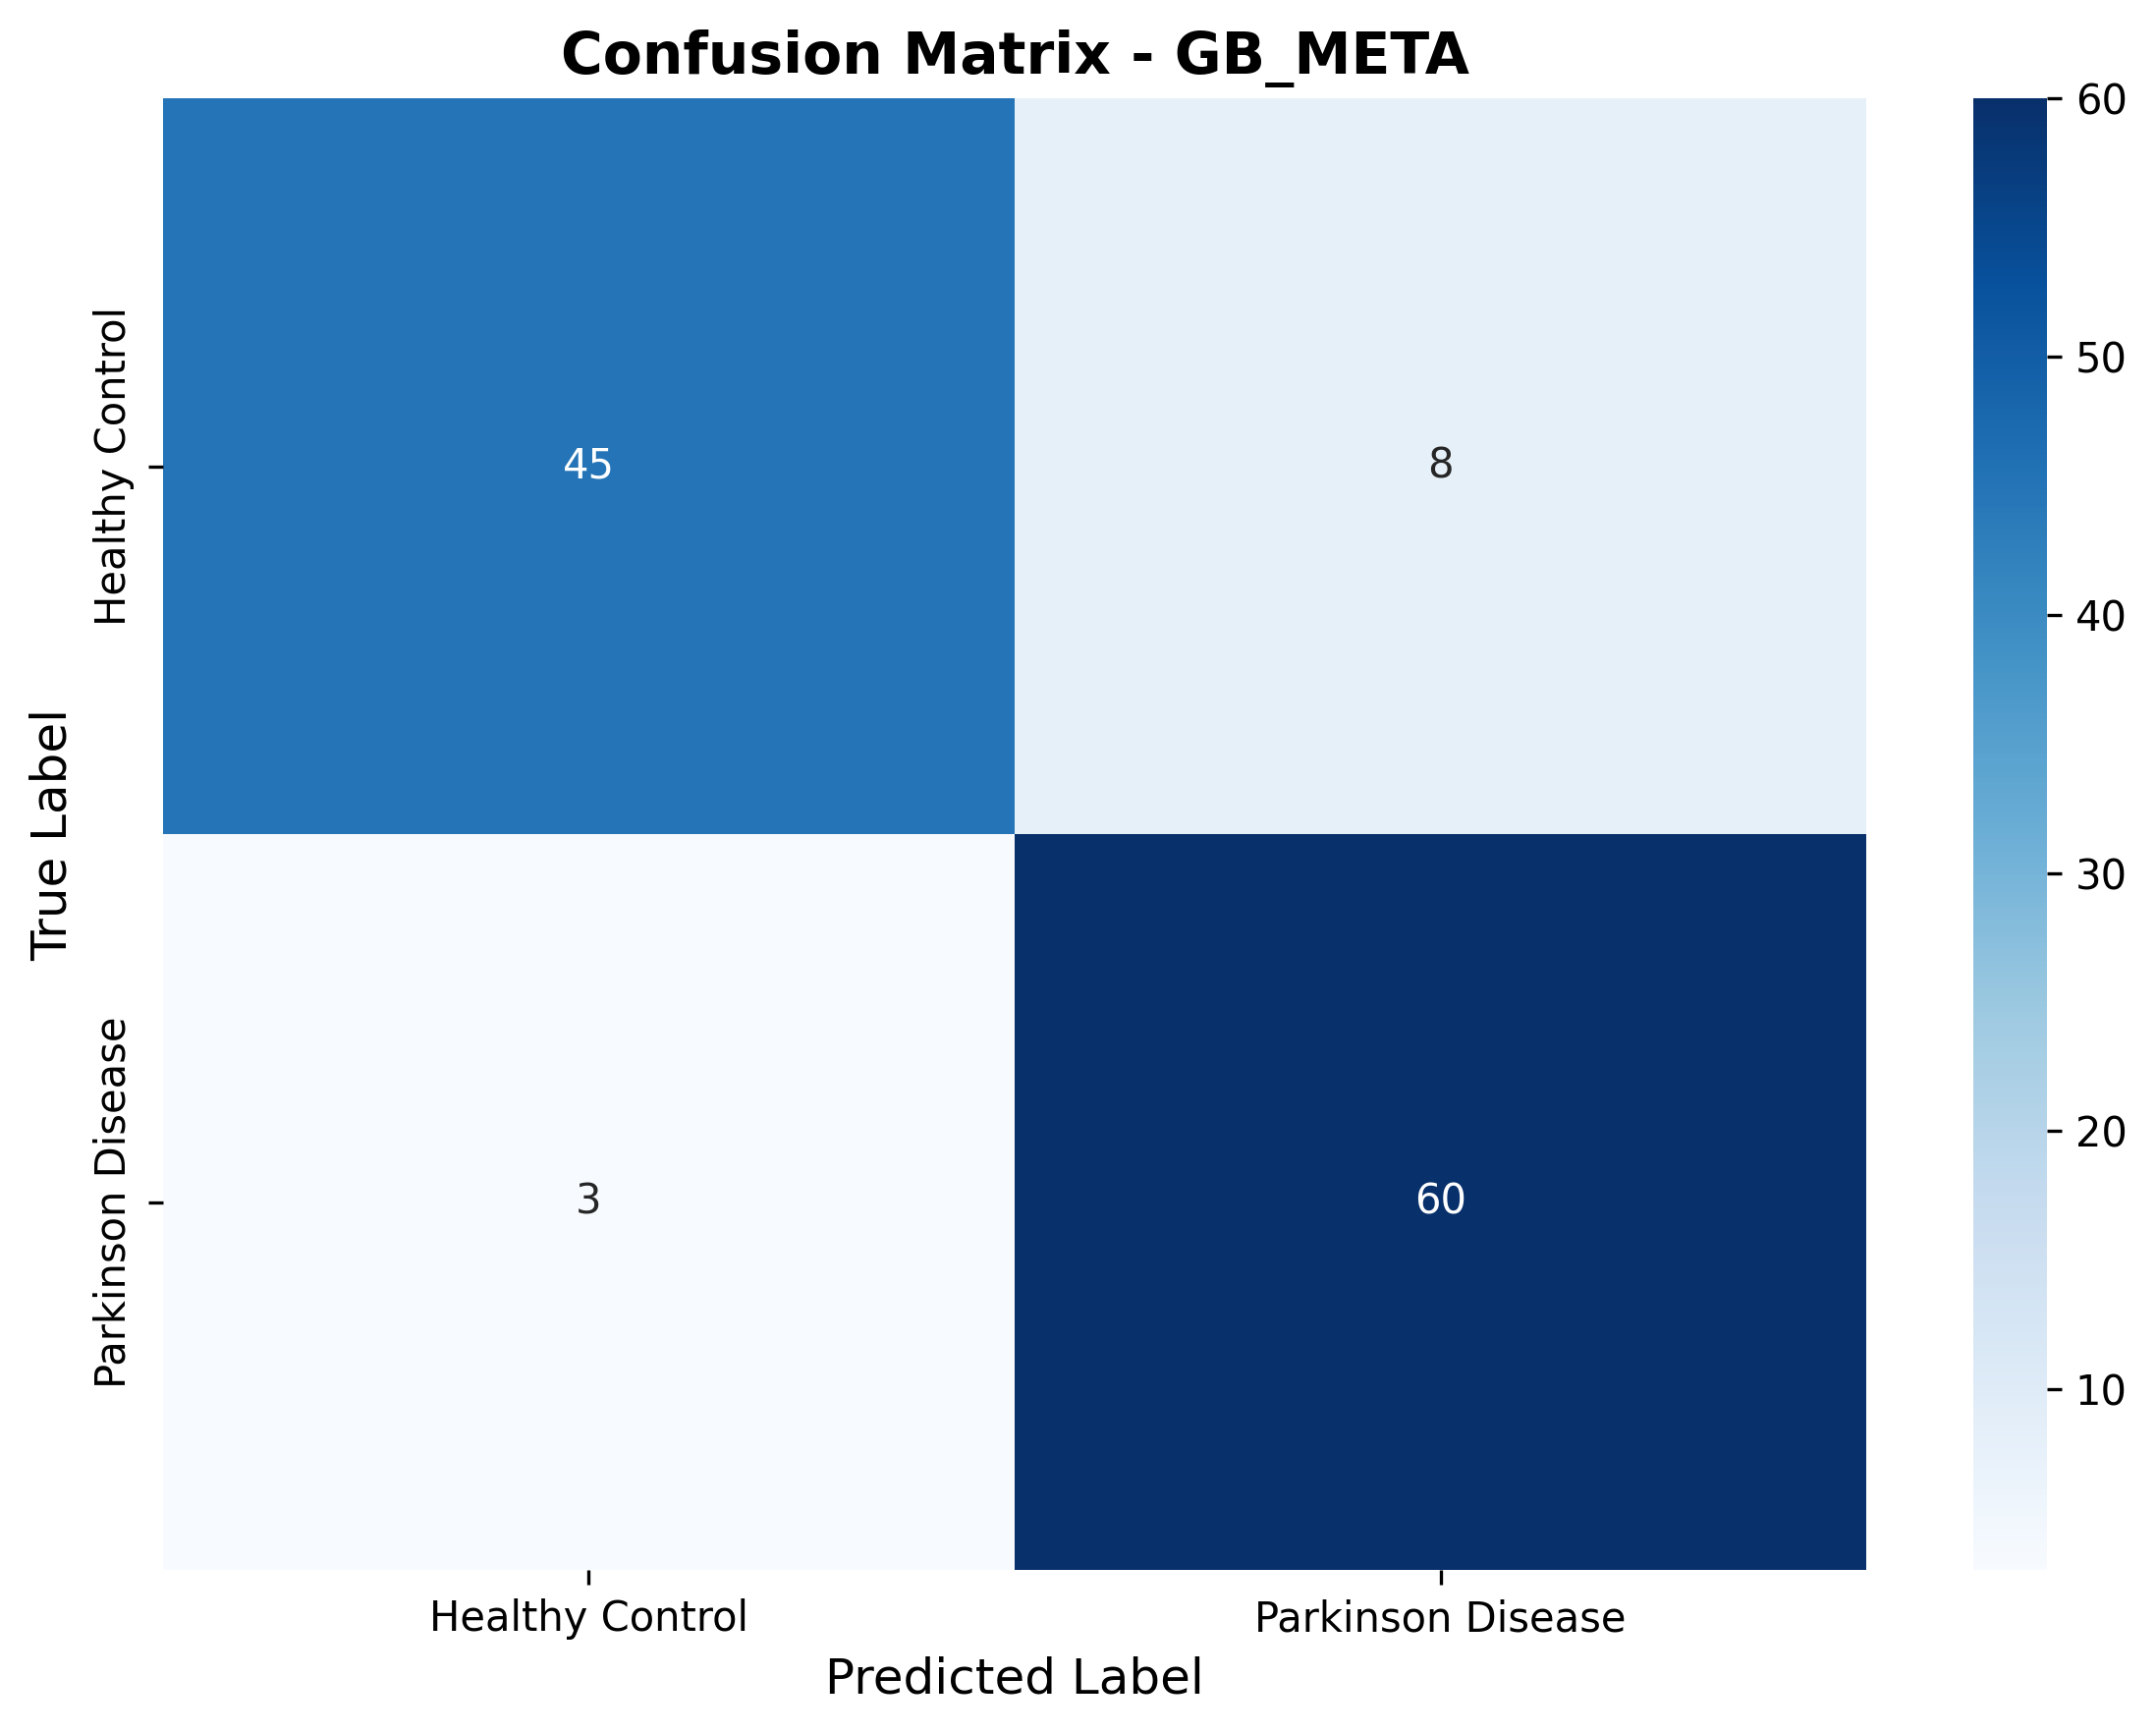 Confusion Matrix - GB_META
True Label
Healthy Control
45
8
Parkinson Disease
3
60
Healthy Control
Parkinson Disease
Predicted Label
60
50
40
30
20
10